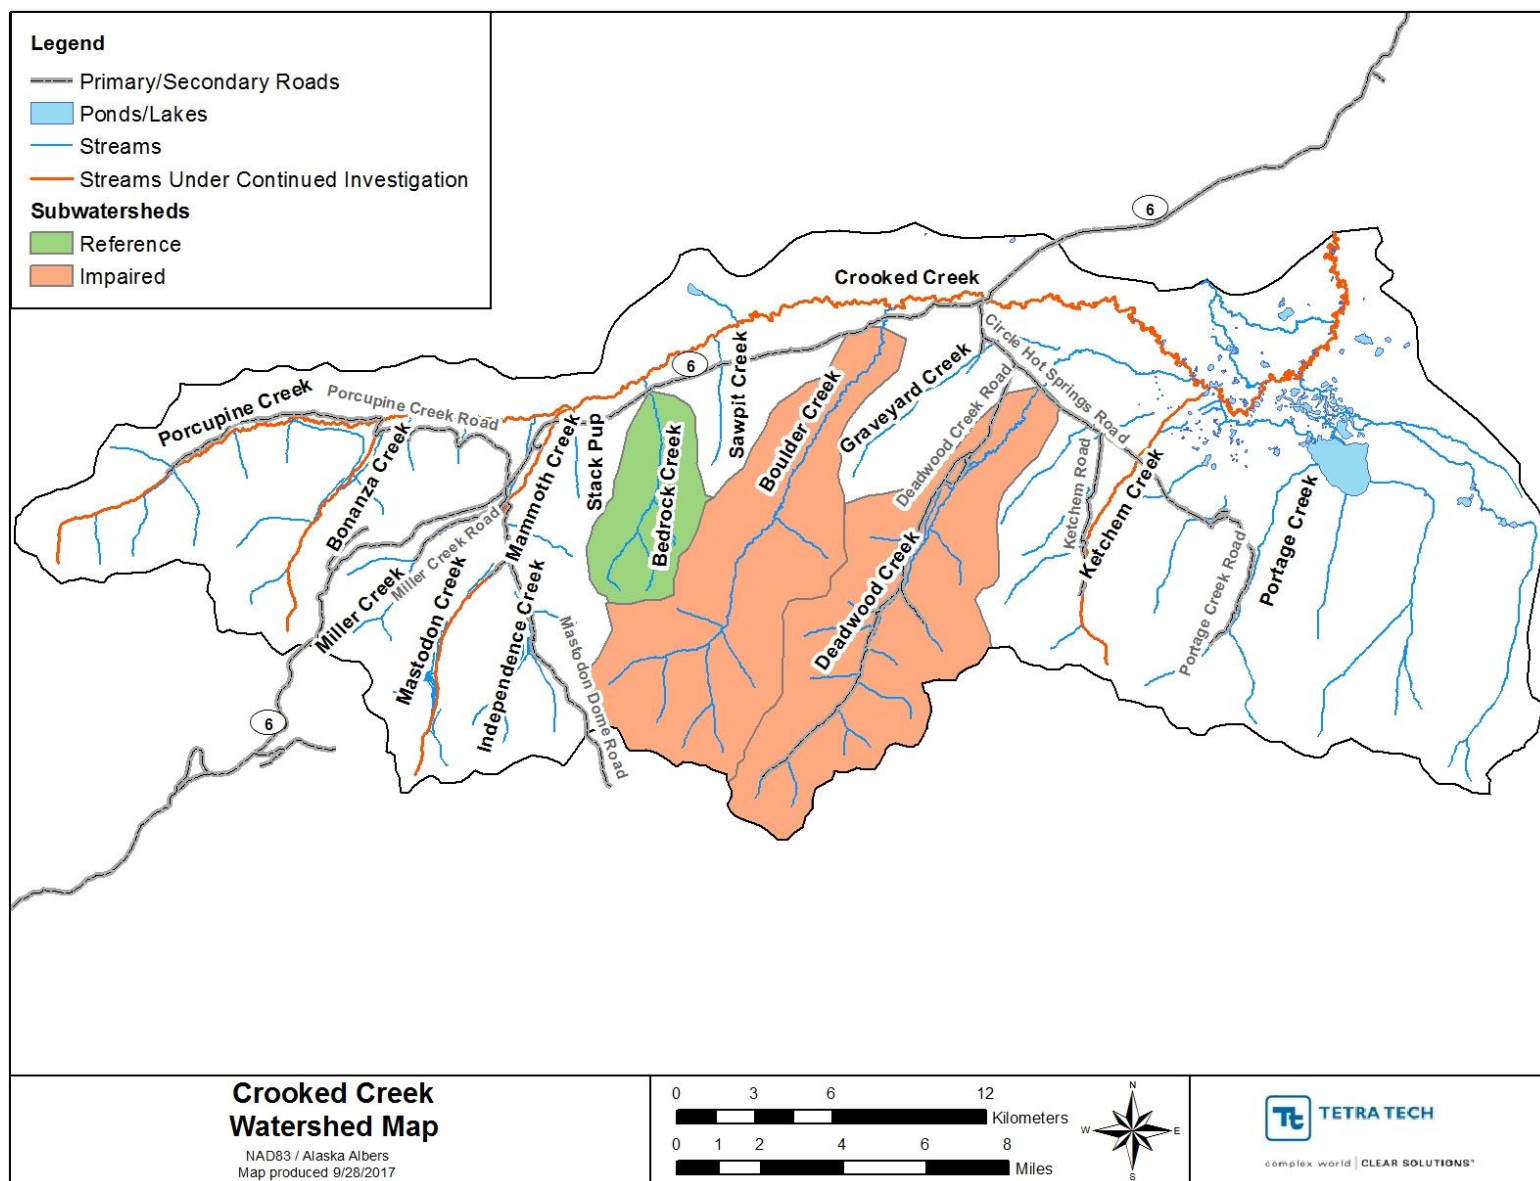 Legend
Primary/Secondary Roads
Ponds/Lakes
Streams
Streams Under Continued Investigation
Subwatersheds
Reference
Impaired
6
Crooked Creek
Circle Hot Springs Road
6
Sawpit Creek
Graveyard Creek
Boulder Creek
Porcupine Creek
Porcupine Creek Road
Bonanza Creek
Mammoth Creek
Stack Pup
Bedrock Creek
Deadwood Creek Road
Ketchem Road
Ketchem Creek
Portage Creek
Portage Creek Road
Miller Creek Road
Miller Creek
Mastodon Creek
Independence Creek
Mastodon Dome Road
Deadwood Creek
6
Crooked Creek
Watershed Map
NAD83 / Alaska Albers
Map produced 9/28/2017
0 3 6 12
Kilometers
0 1 2 4 6 8
Miles
N
W E
S
Tt TETRA TECH
complex world | CLEAR SOLUTIONS™